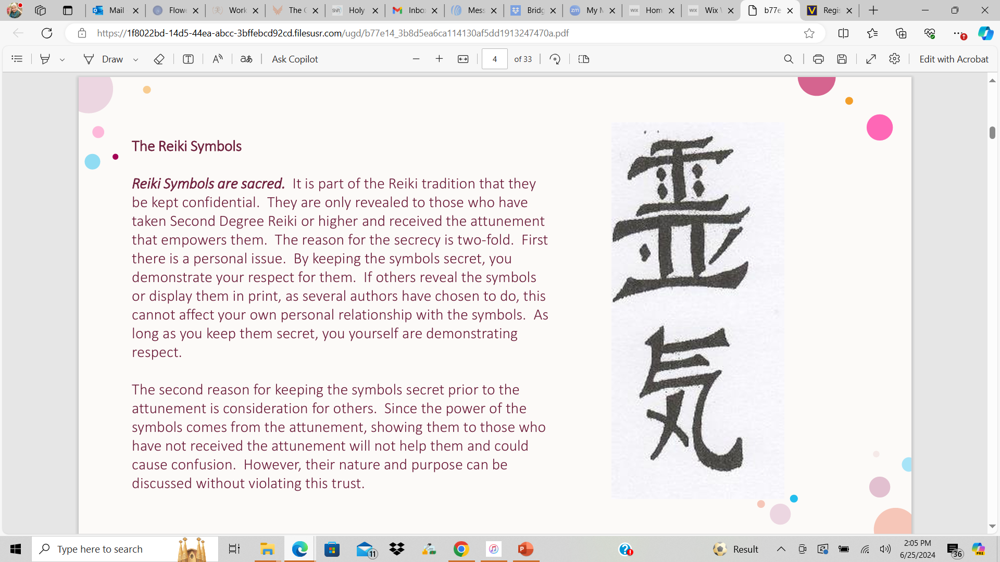 Mail
Flowe
Work
The C
Shift
Holy
Inbo
Mess
Bridg
zm
My M
WIX
Hom
WIX
Wix
b77e
Regis
https://1f8022bd-14d5-44ea-abcc-3bffebcd92cd.filesusr.com/ugd/b77e14_3b8d5ea6ca114130af5dd1913247470a.pdf
Draw
aあ
Ask Copilot
4 of 33
Edit with Acrobat
The Reiki Symbols
Reiki Symbols are sacred. It is part of the Reiki tradition that they
be kept confidential. They are only revealed to those who have
taken Second Degree Reiki or higher and received the attunement
that empowers them. The reason for the secrecy is two-fold. First
there is a personal issue. By keeping the symbols secret, you
demonstrate your respect for them. If others reveal the symbols
or display them in print, as several authors have chosen to do, this
cannot affect your own personal relationship with the symbols. As
long as you keep them secret, you yourself are demonstrating
respect.
The second reason for keeping the symbols secret prior to the
attunement is consideration for others. Since the power of the
symbols comes from the attunement, showing them to those who
have not received the attunement will not help them and could
cause confusion. However, their nature and purpose can be
discussed without violating this trust.
霊
気
Type here to search
11
Result
2:05 PM
6/25/2024
36
PRE